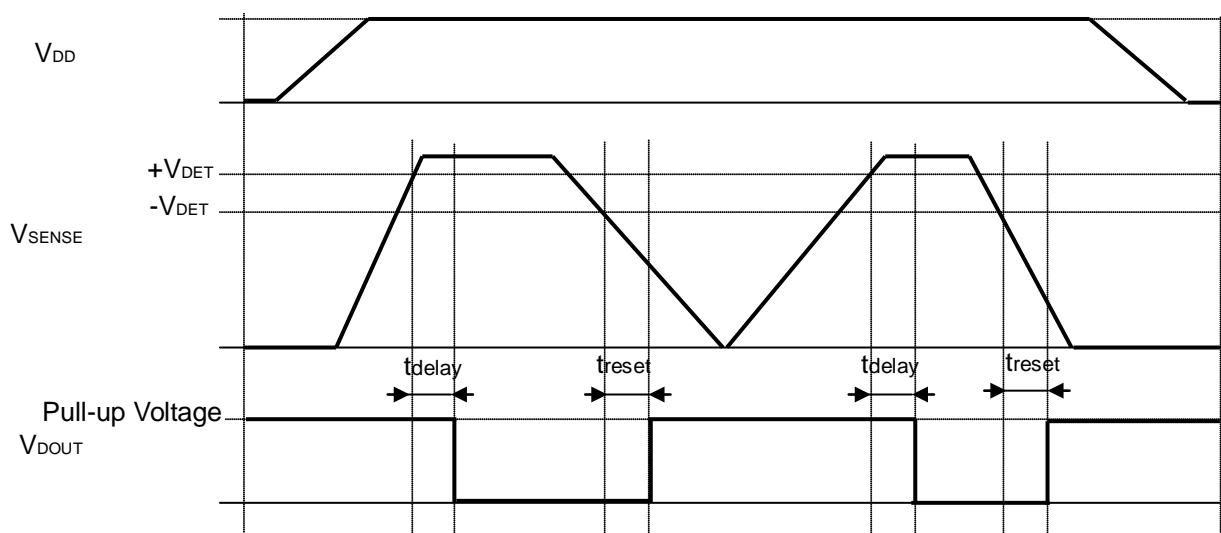 VDD
+VDET
-VDET
VSENSE
tdelay
treset
tdelay
treset
Pull-up Voltage
VDOUT